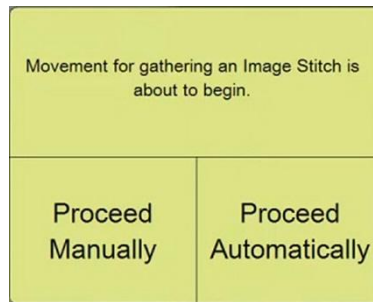 Movement for gathering an Image Stitch is
about to begin.
Proceed
Manually
Proceed
Automatically